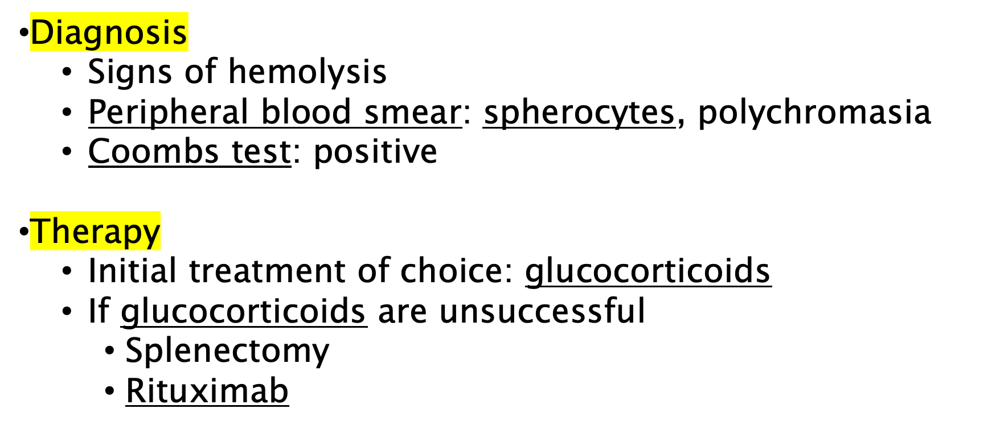 •Diagnosis
• Signs of hemolysis
• Peripheral blood smear: spherocytes, polychromasia
• Coombs test: positive
•Therapy
• Initial treatment of choice: glucocorticoids
• If glucocorticoids are unsuccessful
• Splenectomy
• Rituximab